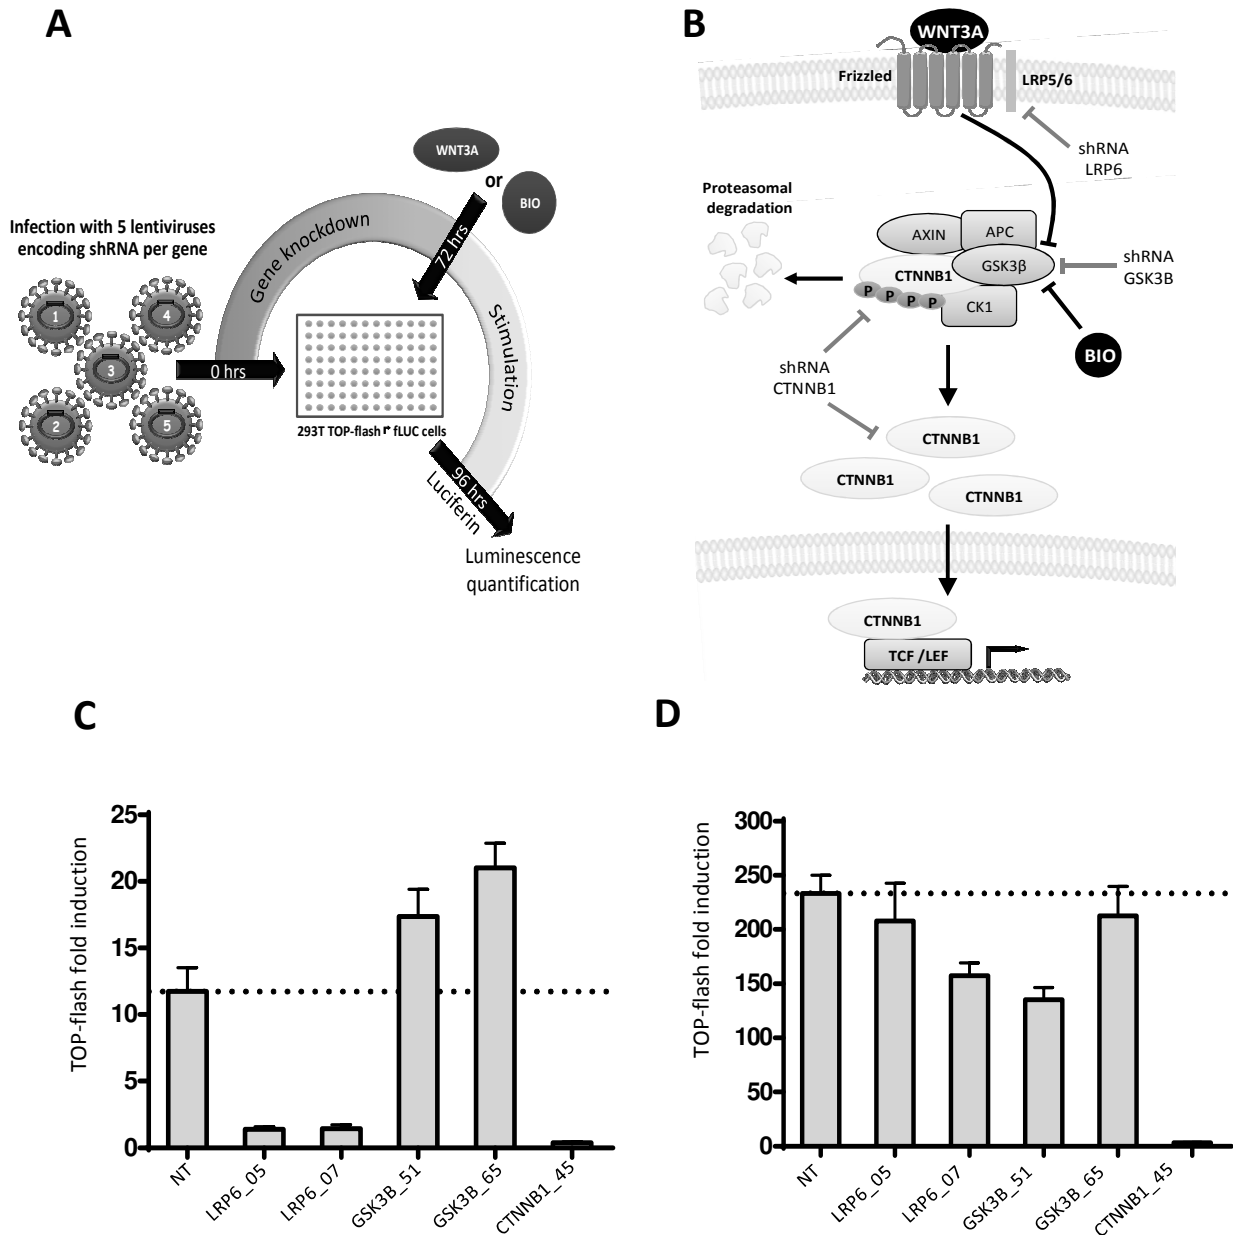 A
Infection with 5 lentiviruses
encoding shRNA per gene
1
4
3
2
5
Gene knockdown
WNT3A
or
BIO
72 hrs
Stimulation
0 hrs
293T TOP-flash fLUC cells
96 hrs
Luciferin
Luminescence
quantification
B
WNT3A
Frizzled
LRP5/6
shRNA
LRP6
Proteasomal
degradation
AXIN
APC
CTNNB1
GSK3β
shRNA
GSK3B
P
P
P
P
CK1
BIO
shRNA
CTNNB1
CTNNB1
CTNNB1
CTNNB1
CTNNB1
TCF /LEF
C
TOP-flash fold induction
25
20
15
10
5
0
NT
LRP6_05
LRP6_07
GSK3B_51
GSK3B_65
CTNNB1_45
D
TOP-flash fold induction
300
250
200
150
100
50
0
NT
LRP6_05
LRP6_07
GSK3B_51
GSK3B_65
CTNNB1_45